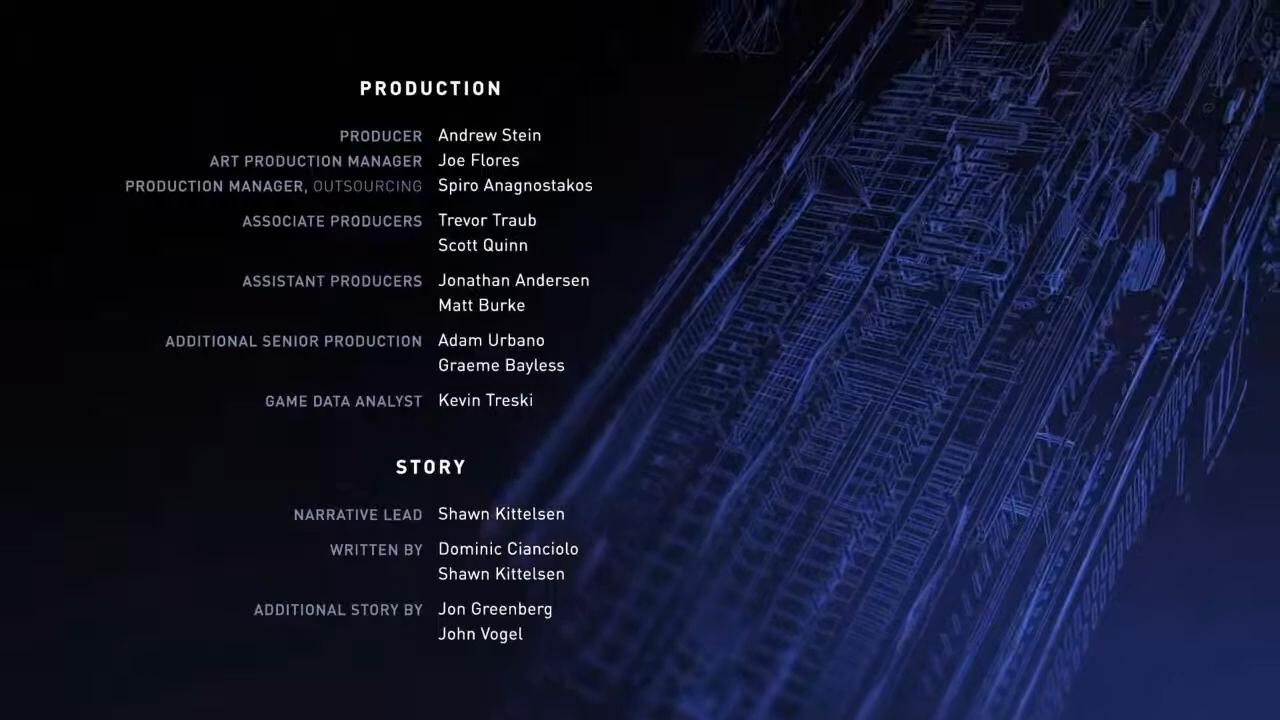 PRODUCTION
PRODUCER Andrew Stein
ART PRODUCTION MANAGER Joe Flores
PRODUCTION MANAGER, OUTSOURCING Spiro Anagnostakos
ASSOCIATE PRODUCERS Trevor Traub
Scott Quinn
ASSISTANT PRODUCERS Jonathan Andersen
Matt Burke
ADDITIONAL SENIOR PRODUCTION Adam Urbano
Graeme Bayless
GAME DATA ANALYST Kevin Treski
STORY
NARRATIVE LEAD Shawn Kittelsen
WRITTEN BY Dominic Cianciolo
Shawn Kittelsen
ADDITIONAL STORY BY Jon Greenberg
John Vogel